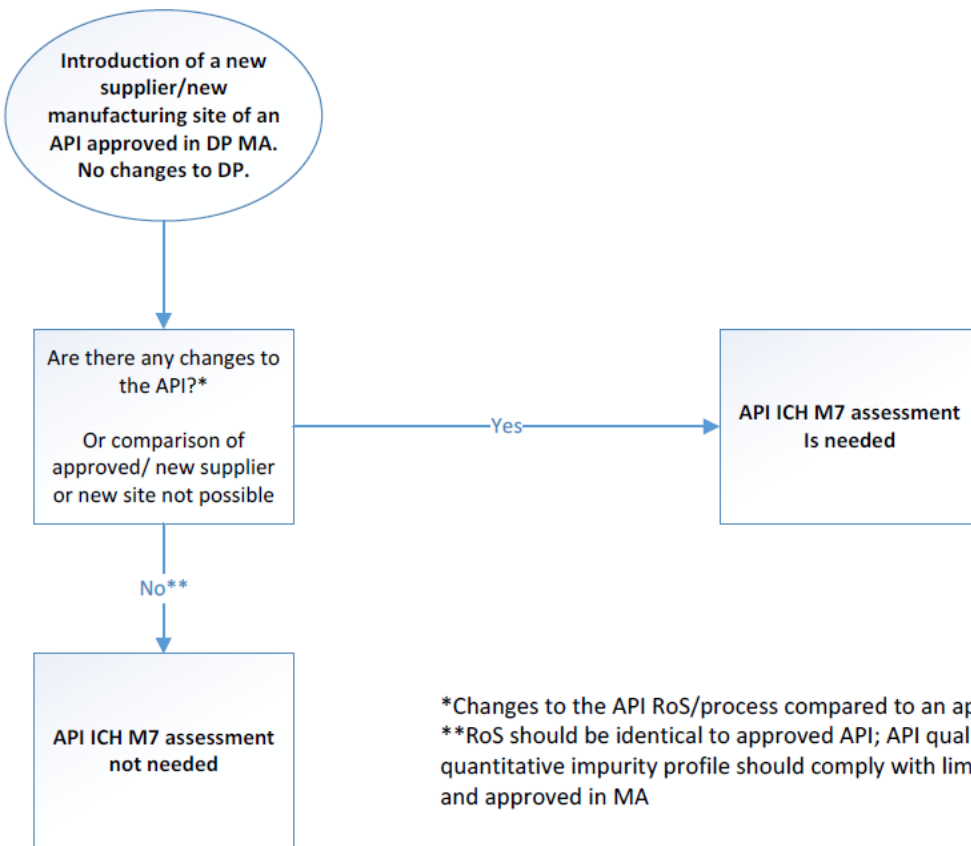 Introduction of a new
supplier/new
manufacturing site of an
API approved in DP MA.
No changes to DP.
Are there any changes to
the API?*
Or comparison of
approved/ new supplier
or new site not possible
Yes
API ICH M7 assessment
Is needed
No**
API ICH M7 assessment
not needed
*Changes to the API RoS/process compared to an
**RoS should be identical to approved API; API
quantitative impurity profile should comply with
and approved in MA